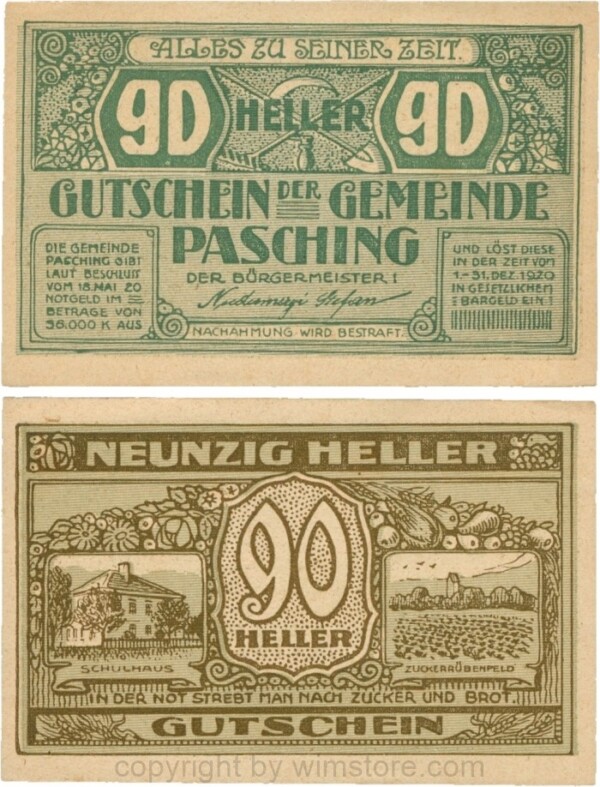 ALLES ZU SEINER ZEIT.
90 HELLER 90
GUTSCHEIN DER GEMEINDE
PASCHING
DIE GEMEINDE
PASCHING GIBT
LAUT BESCHLUSS
VOM 18. MAI 20
NOTGELD IM
BETRAGE VON
96.000 K AUS
DER BÜRGERMEISTER:
NACHAHMUNG WIRD BESTRAFT.
UND LÖST DIESE
IN DER ZEIT VOM
1.-31. DEZ. 1920
IN GESETZLICHEM
BARGELD EIN!
NEUNZIG HELLER
90
HELLER
SCHULHAUS
ZUCKERRÜBENFELD
IN DER NOT STREBT MAN NACH ZUCKER UND BROT.
GUTSCHEIN
copyright by wimstore.com